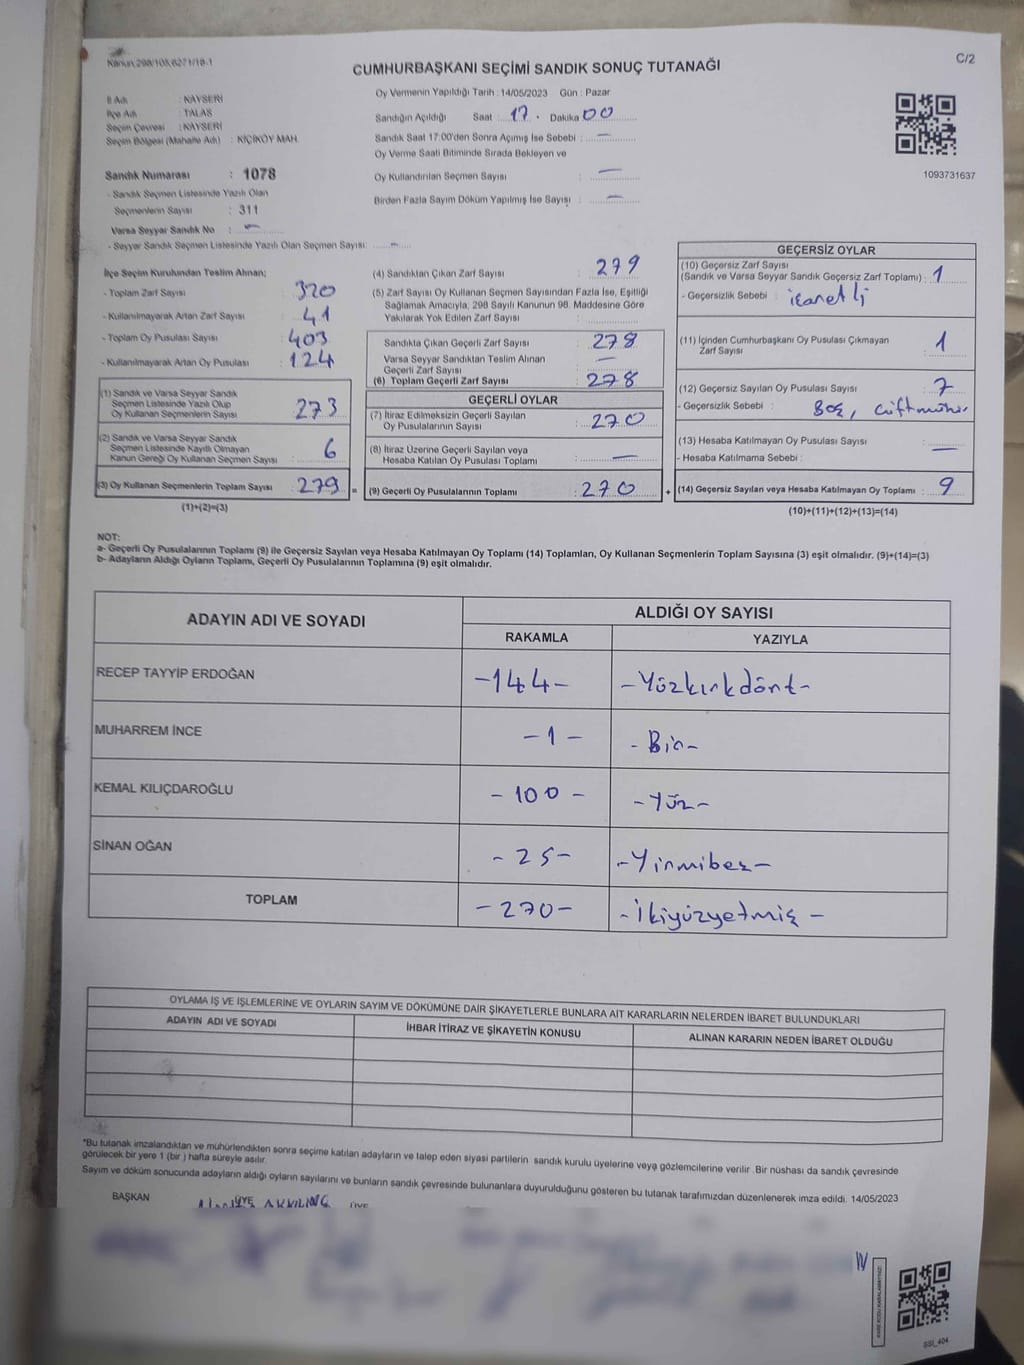 Kanun:298/105,6271/18-1
C/2
CUMHURBAŞKANI SEÇİMİ SANDIK SONUÇ TUTANAĞI
İl Adı : KAYSERİ
İlçe Adı : TALAS
Seçim Çevresi : KAYSERİ
Seçim Bölgesi (Mahalle Adı) : KİÇİKÖY MAH.
Sandık Numarası : 1078
- Sandık Seçmen Listesinde Yazılı Olan
Seçmenlerin Sayısı : 311
Varsa Seyyar Sandık No : -
- Seyyar Sandık Seçmen Listesinde Yazılı Olan Seçmen Sayısı: -
Oy Vermenin Yapıldığı Tarih : 14/05/2023 Gün : Pazar
Sandığın Açıldığı Saat : 17 . Dakika 00
Sandık Saat 17:00'den Sonra Açımış İse Sebebi : -
Oy Verme Saati Bitiminde Sırada Bekleyen ve
Oy Kullandırılan Seçmen Sayısı : -
Birden Fazla Sayım Döküm Yapılmış İse Sayısı : -
1093731637
İlçe Seçim Kurulundan Teslim Alınan;
- Toplam Zarf Sayısı : 320
- Kullanılmayarak Artan Zarf Sayısı : 41
- Toplam Oy Pusulası Sayısı : 403
- Kullanılmayarak Artan Oy Pusulası : 124
(1) Sandık ve Varsa Seyyar Sandık
Seçmen Listesinde Yazılı Olup
Oy Kullanan Seçmenlerin Sayısı : 273
(2) Sandık ve Varsa Seyyar Sandık
Seçmen Listesinde Kayıtlı Olmayan
Kanun Gereği Oy Kullanan Seçmen Sayısı : 6
(3) Oy Kullanan Seçmenlerin Toplam Sayısı : 279 =
(1)+(2)=(3)
(4) Sandıktan Çıkan Zarf Sayısı : 279
(5) Zarf Sayısı Oy Kullanan Seçmen Sayısından Fazla İse, Eşitliği
Sağlamak Amacıyla, 298 Sayılı Kanunun 98. Maddesine Göre
Yakılarak Yok Edilen Zarf Sayısı :
Sandıkta Çıkan Geçerli Zarf Sayısı : 278
Varsa Seyyar Sandıktan Teslim Alınan
Geçerli Zarf Sayısı : -
(6) Toplam Geçerli Zarf Sayısı : 278
GEÇERLİ OYLAR
(7) İtiraz Edilmeksizin Geçerli Sayılan
Oy Pusulalarının Sayısı : 270
(8) İtiraz Üzerine Geçerli Sayılan veya
Hesaba Katılan Oy Pusulası Toplamı : -
(9) Geçerli Oy Pusulalarının Toplamı : 270 +
GEÇERSİZ OYLAR
(10) Geçersiz Zarf Sayısı
(Sandık ve Varsa Seyyar Sandık Geçersiz Zarf Toplamı) : 1
- Geçersizlik Sebebi : işaretli
(11) İçinden Cumhurbaşkanı Oy Pusulası Çıkmayan
Zarf Sayısı : 1
(12) Geçersiz Sayılan Oy Pusulası Sayısı : 7
- Geçersizlik Sebebi : Boş, çiftmühür
(13) Hesaba Katılmayan Oy Pusulası Sayısı : -
- Hesaba Katılmama Sebebi :
(14) Geçersiz Sayılan veya Hesaba Katılmayan Oy Toplamı : 9
(10)+(11)+(12)+(13)=(14)
NOT:
a- Geçerli Oy Pusulalarının Toplamı (9) ile Geçersiz Sayılan veya Hesaba Katılmayan Oy Toplamı (14) Toplamları, Oy Kullanan Seçmenlerin Toplam Sayısına (3) eşit olmalıdır. (9)+(14)=(3)
b- Adayların Aldığı Oyların Toplamı, Geçerli Oy Pusulalarının Toplamına (9) eşit olmalıdır.
ADAYIN ADI VE SOYADI ALDIĞI OY SAYISI
RAKAMLA YAZIYLA
RECEP TAYYİP ERDOĞAN -144- -Yüzkırkdört-
MUHARREM İNCE -1- -Bir-
KEMAL KILIÇDAROĞLU -100- -Yüz-
SİNAN OĞAN -25- -Yirmibeş-
TOPLAM -270- -İkiyüzyetmiş-
OYLAMA İŞ VE İŞLEMLERİNE VE OYLARIN SAYIM VE DÖKÜMÜNE DAİR ŞİKAYETLERLE BUNLARA AİT KARARLARIN NELERDEN İBARET BULUNDUKLARI
ADAYIN ADI VE SOYADI İHBAR İTİRAZ VE ŞİKAYETİN KONUSU ALINAN KARARIN NEDEN İBARET OLDUĞU
*Bu tutanak imzalandıktan ve mühürlendikten sonra seçime katılan adayların ve talep eden siyasi partilerin sandık kurulu üyelerine veya gözlemcilerine verilir. Bir nüshası da sandık çevresinde
görülecek bir yere 1 (bir) hafta süreyle asılır.
Sayım ve döküm sonucunda adayların aldığı oyların sayılarını ve bunların sandık çevresinde bulunanlara duyurulduğunu gösteren bu tutanak tarafımızdan düzenlenerek imza edildi. 14/05/2023
BAŞKAN ÜYE ÜYE
AKKILINÇ
SSI_404